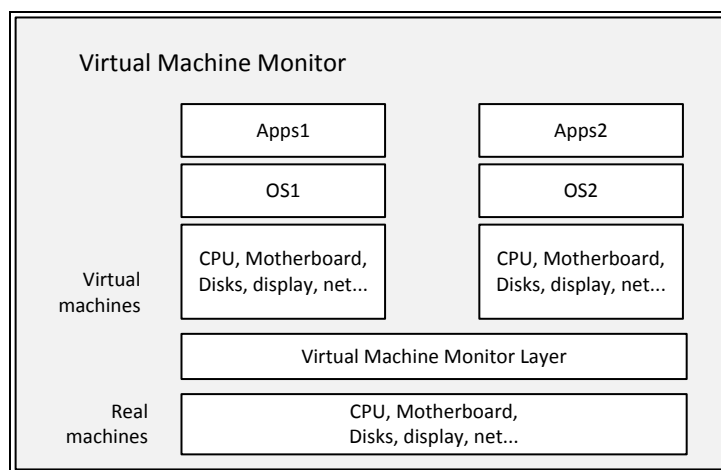 Virtual Machine Monitor
Apps1
Apps2
OS1
OS2
Virtual
machines
CPU, Motherboard,
Disks, display, net...
CPU, Motherboard,
Disks, display, net...
Virtual Machine Monitor Layer
Real
machines
CPU, Motherboard,
Disks, display, net...